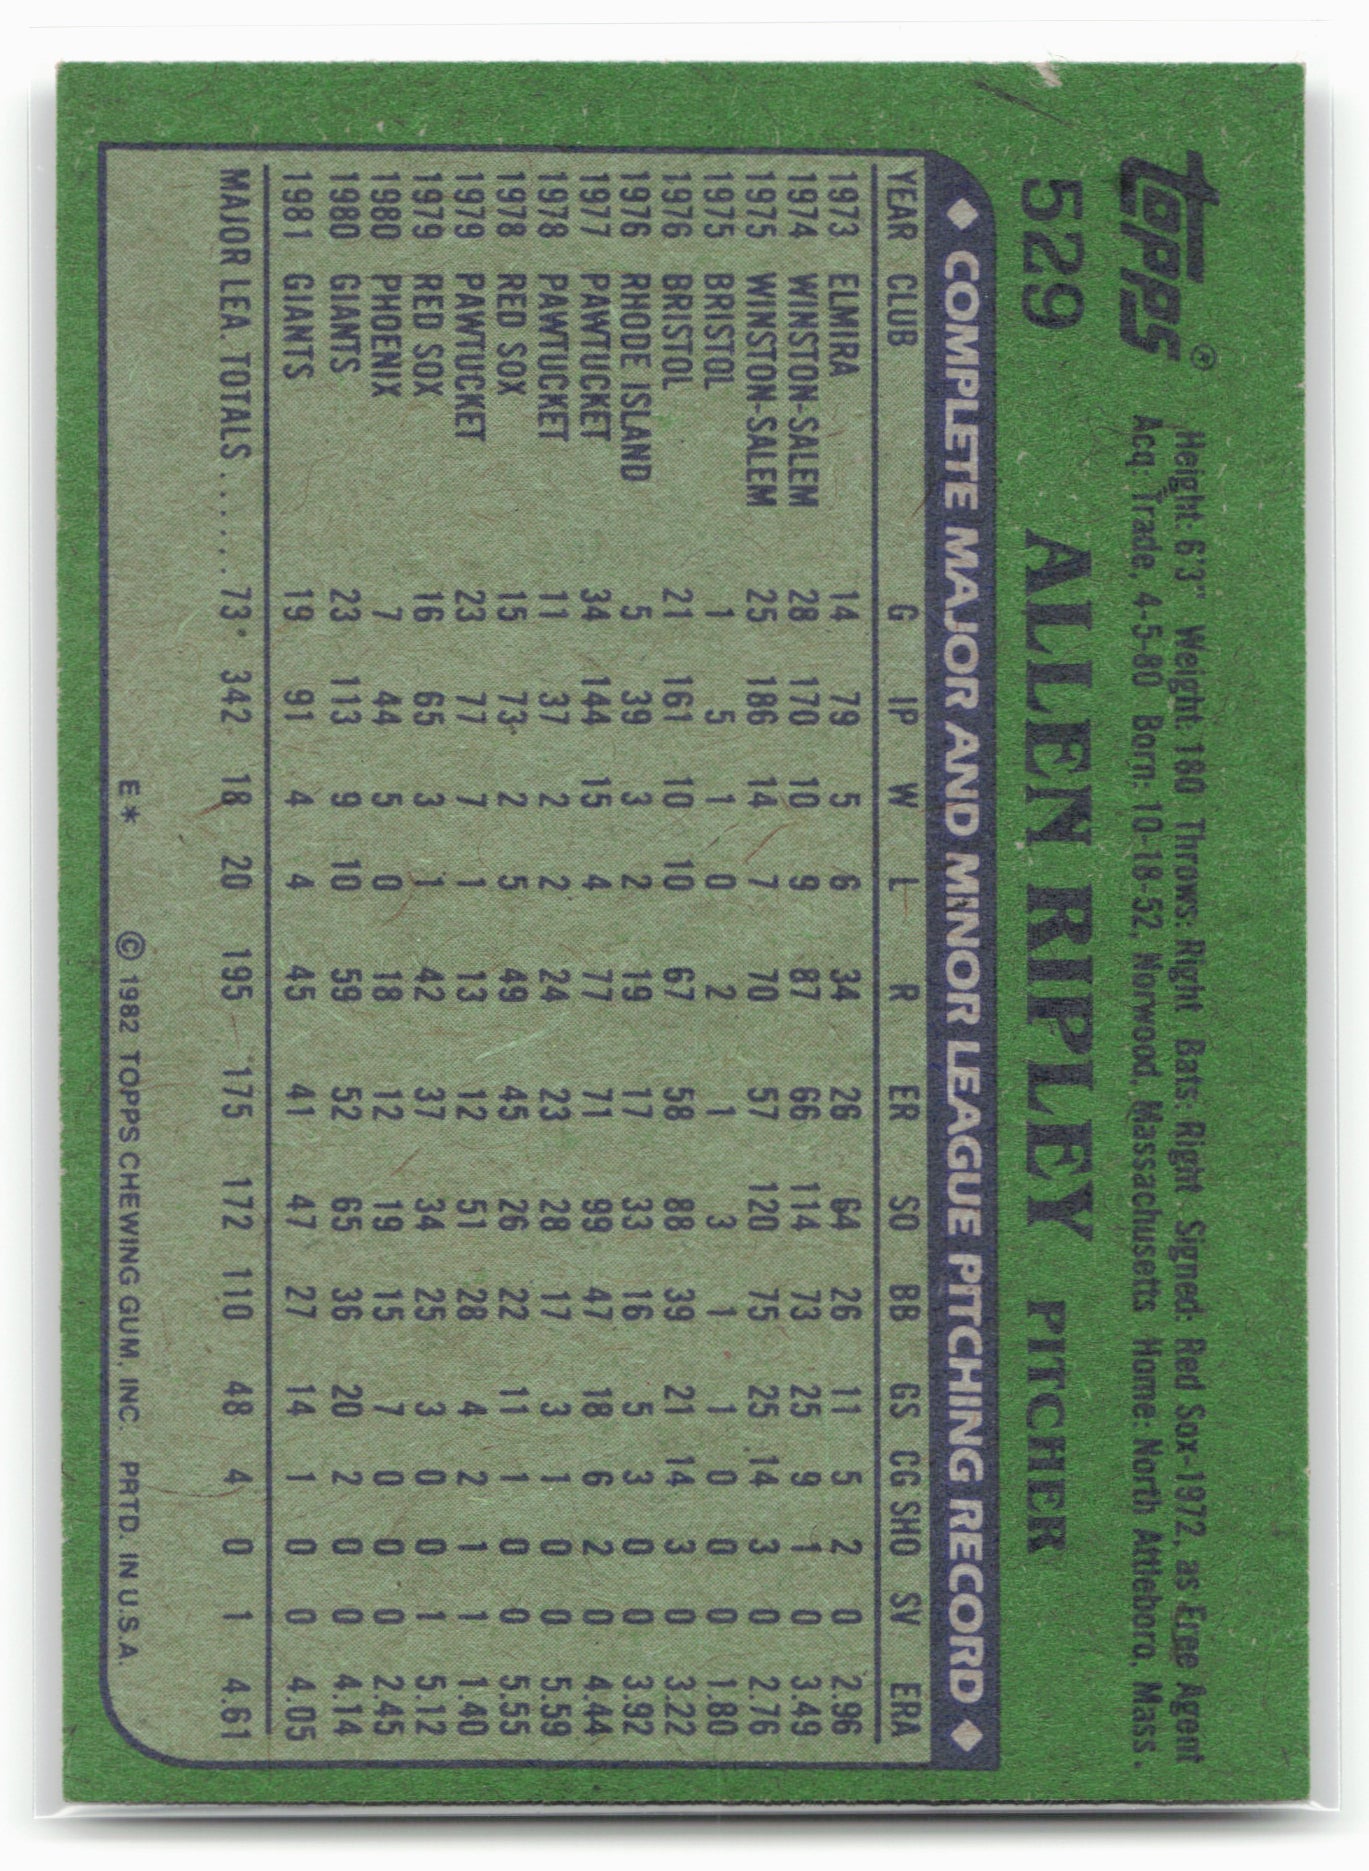 TOPPS®
Height: 6'3" Weight: 180 Throws: Right Bats: Right Signed: Red Sox-1972, as Free Agent
Acq: Trade, 4-5-80 Born: 10-18-52, Norwood, Massachusetts Home: North Attleboro, Mass.
529 ALLEN RIPLEY PITCHER
◆ COMPLETE MAJOR AND MINOR LEAGUE PITCHING RECORD ◆
YEAR CLUB G IP W L R ER SO BB GS CG SHO SV ERA
1973 ELMIRA 14 79 5 6 34 26 64 26 11 5 2 0 2.96
1974 WINSTON-SALEM 28 170 10 9 87 66 114 73 25 9 1 0 3.49
1975 WINSTON-SALEM 25 186 14 7 70 57 120 75 25 14 3 0 2.76
1975 BRISTOL 1 5 1 0 2 1 3 1 1 0 0 0 1.80
1976 BRISTOL 21 161 10 10 67 58 88 39 21 14 3 0 3.22
1976 RHODE ISLAND 5 39 3 2 19 17 33 16 5 3 0 0 3.92
1977 PAWTUCKET 34 144 15 4 77 71 99 47 18 6 2 0 4.44
1978 PAWTUCKET 11 37 2 2 24 23 28 17 3 1 0 0 5.59
1978 RED SOX 15 73 2 5 49 45 26 22 11 1 0 0 5.55
1979 PAWTUCKET 23 77 7 1 13 12 51 28 4 2 1 1 1.40
1979 RED SOX 16 65 3 1 42 37 34 25 3 0 0 1 5.12
1980 PHOENIX 7 44 5 0 18 12 19 15 7 0 0 0 2.45
1980 GIANTS 23 113 9 10 59 52 65 36 20 2 0 0 4.14
1981 GIANTS 19 91 4 4 45 41 47 27 14 1 0 0 4.05
MAJOR LEA. TOTALS...... 73 342 18 20 195 175 172 110 48 4 0 1 4.61
E* © 1982 TOPPS CHEWING GUM, INC. PRTD. IN U.S.A.